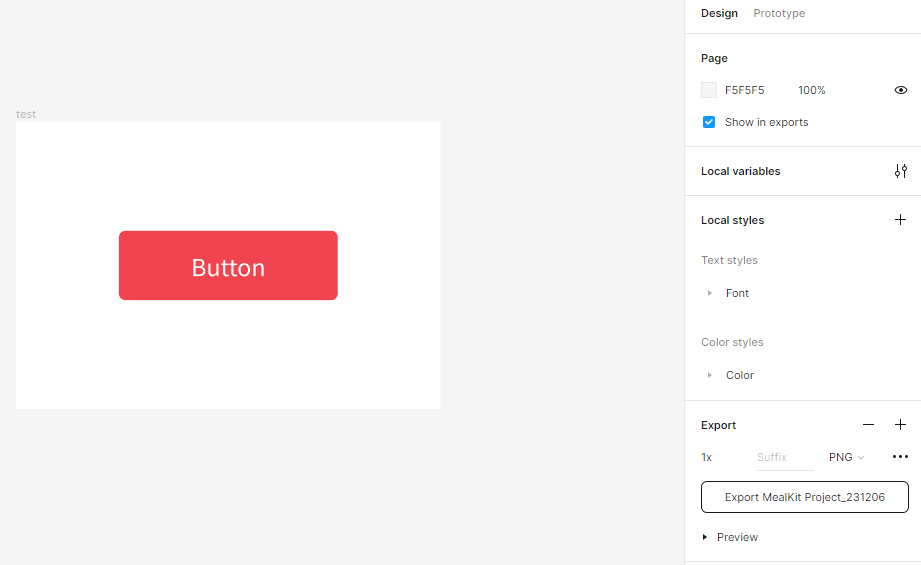 Design Prototype
Page
F5F5F5 100%
Show in exports
Local variables
Local styles
Text styles
Font
Color styles
Color
Export
1x Suffix PNG
Export MealKit Project_231206
Preview
test
Button